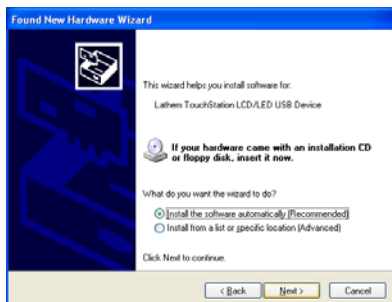 Found New Hardware Wizard
This wizard helps you install software for:
Lathem TouchStation LCD/LED USB Device
If your hardware came with an installation CD
or floppy disk, insert it now.
What do you want the wizard to do?
Install the software automatically (Recommended)
Install from a list or specific location (Advanced)
Click Next to continue.
< Back
Next >
Cancel